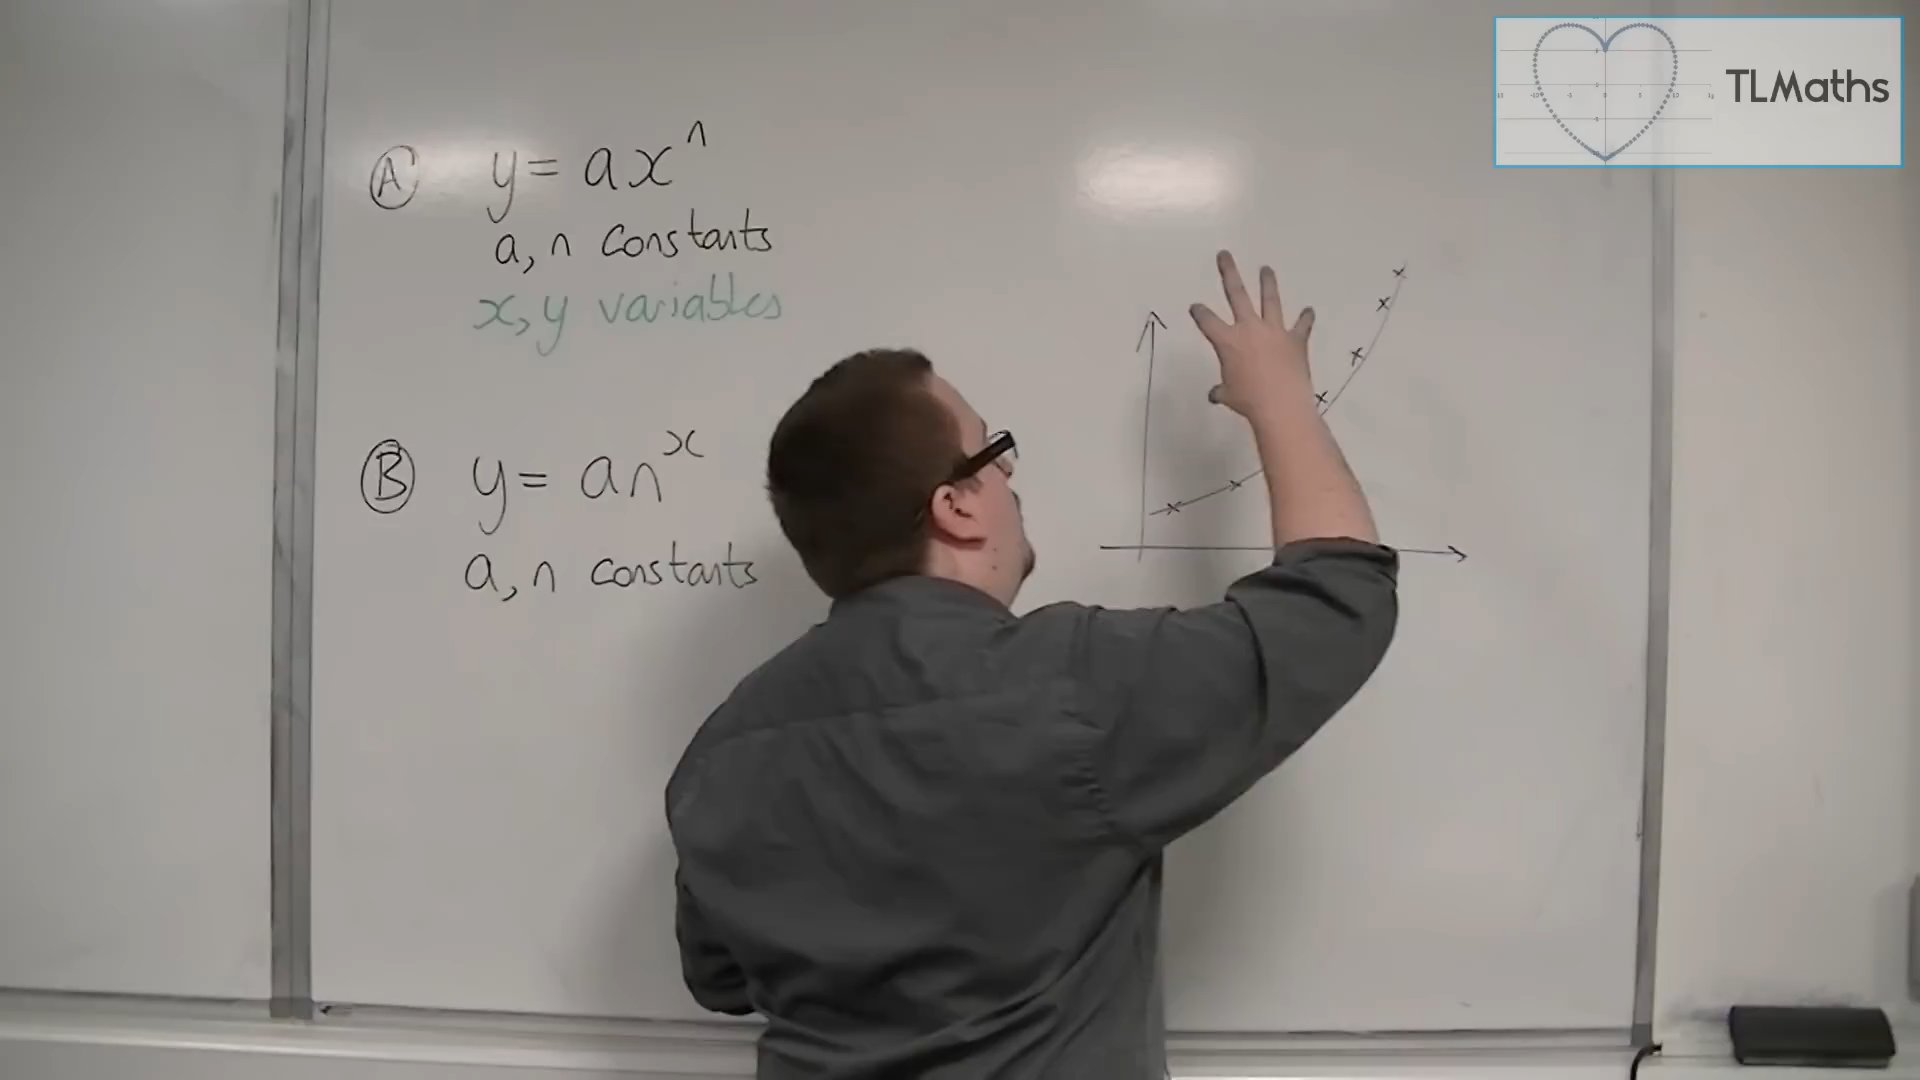 A y = ax^n
a, n constants
x, y variables
B y = an^x
a, n constants
TLMaths